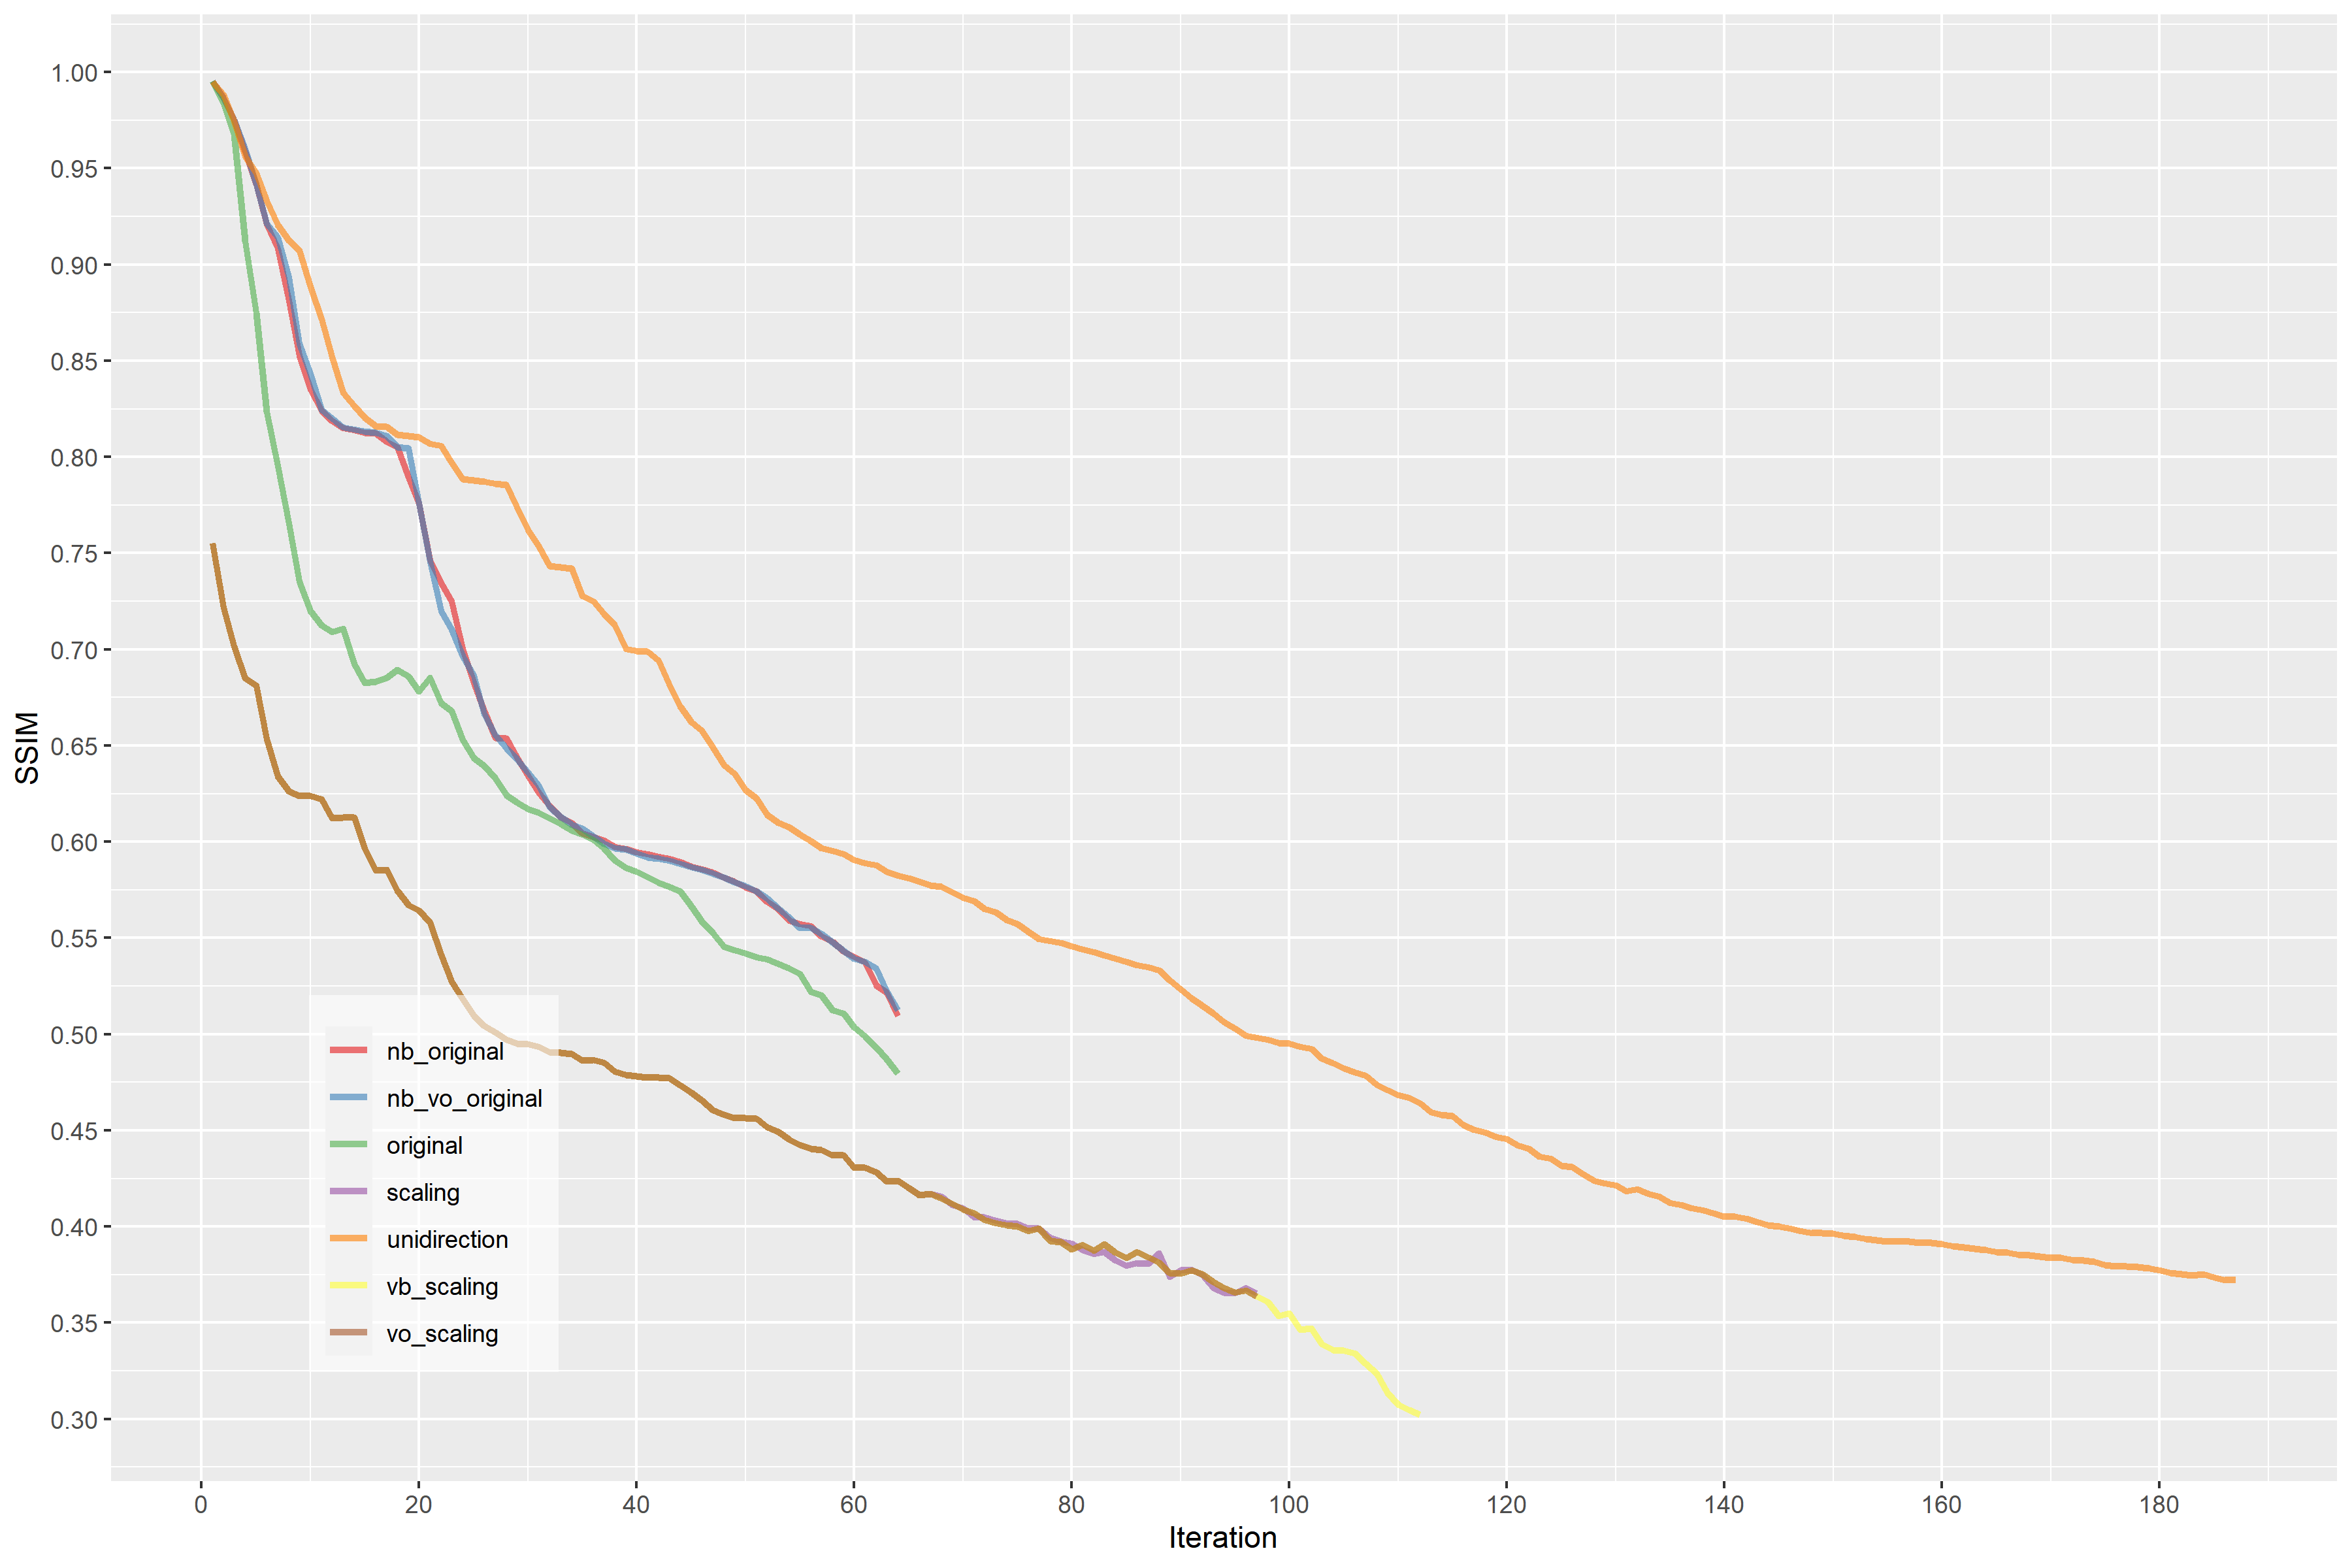 1.00
0.95
0.90
0.85
0.80
0.75
0.70
0.65
0.60
0.55
0.50
0.45
0.40
0.35
0.30
SSIM
nb_original
nb_vo_original
original
scaling
unidirection
vb_scaling
vo_scaling
0 20 40 60 80 100 120 140 160 180
Iteration